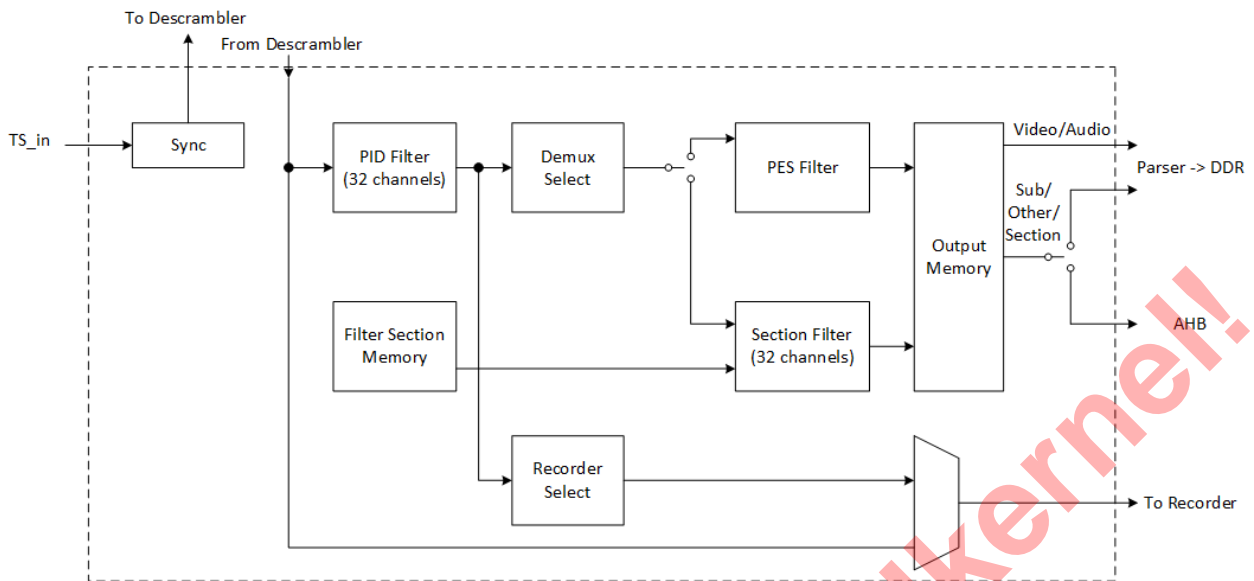 To Descrambler
From Descrambler
TS_in
Sync
PID Filter
(32 channels)
Demux
Select
PES Filter
Video/Audio
Parser -> DDR
Sub/
Other/
Section
Output
Memory
Filter Section
Memory
Section Filter
(32 channels)
AHB
Recorder
Select
To Recorder
kernel!